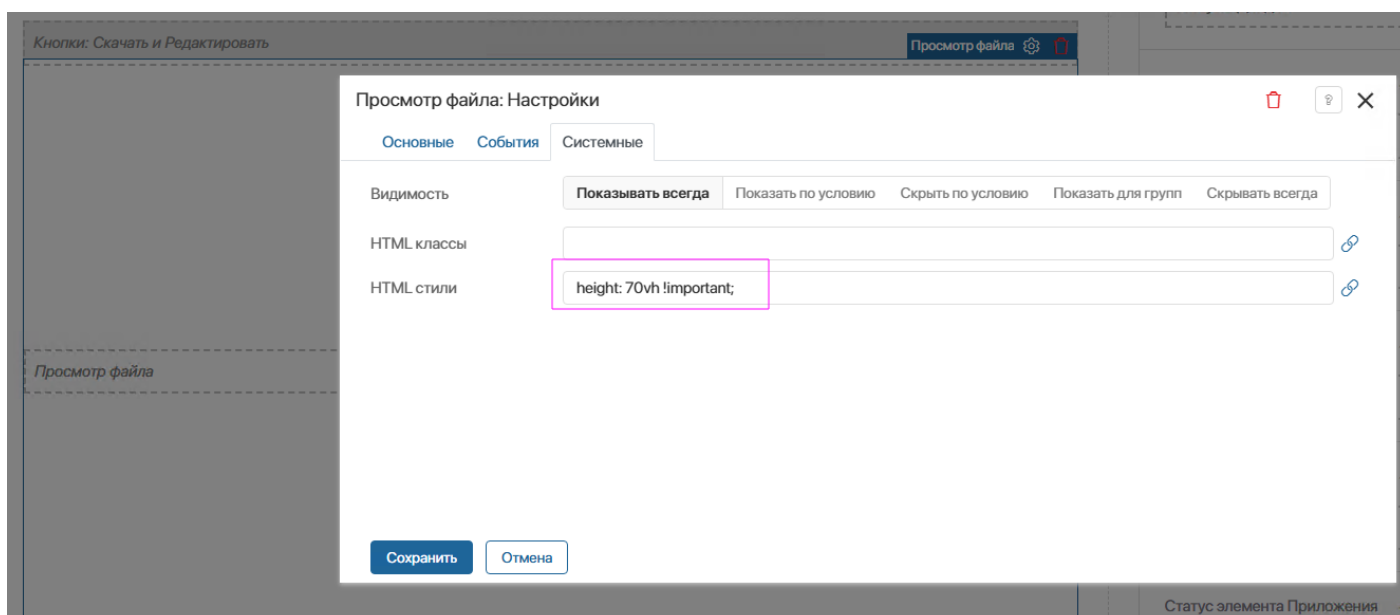 Кнопки: Скачать и Редактировать
Просмотр файла
Просмотр файла: Настройки
Основные События Системные
Видимость Показывать всегда Показать по условию Скрыть по условию Показать для групп Скрывать всегда
HTML классы
HTML стили height: 70vh !important;
Просмотр файла
Сохранить Отмена
Статус элемента Приложения